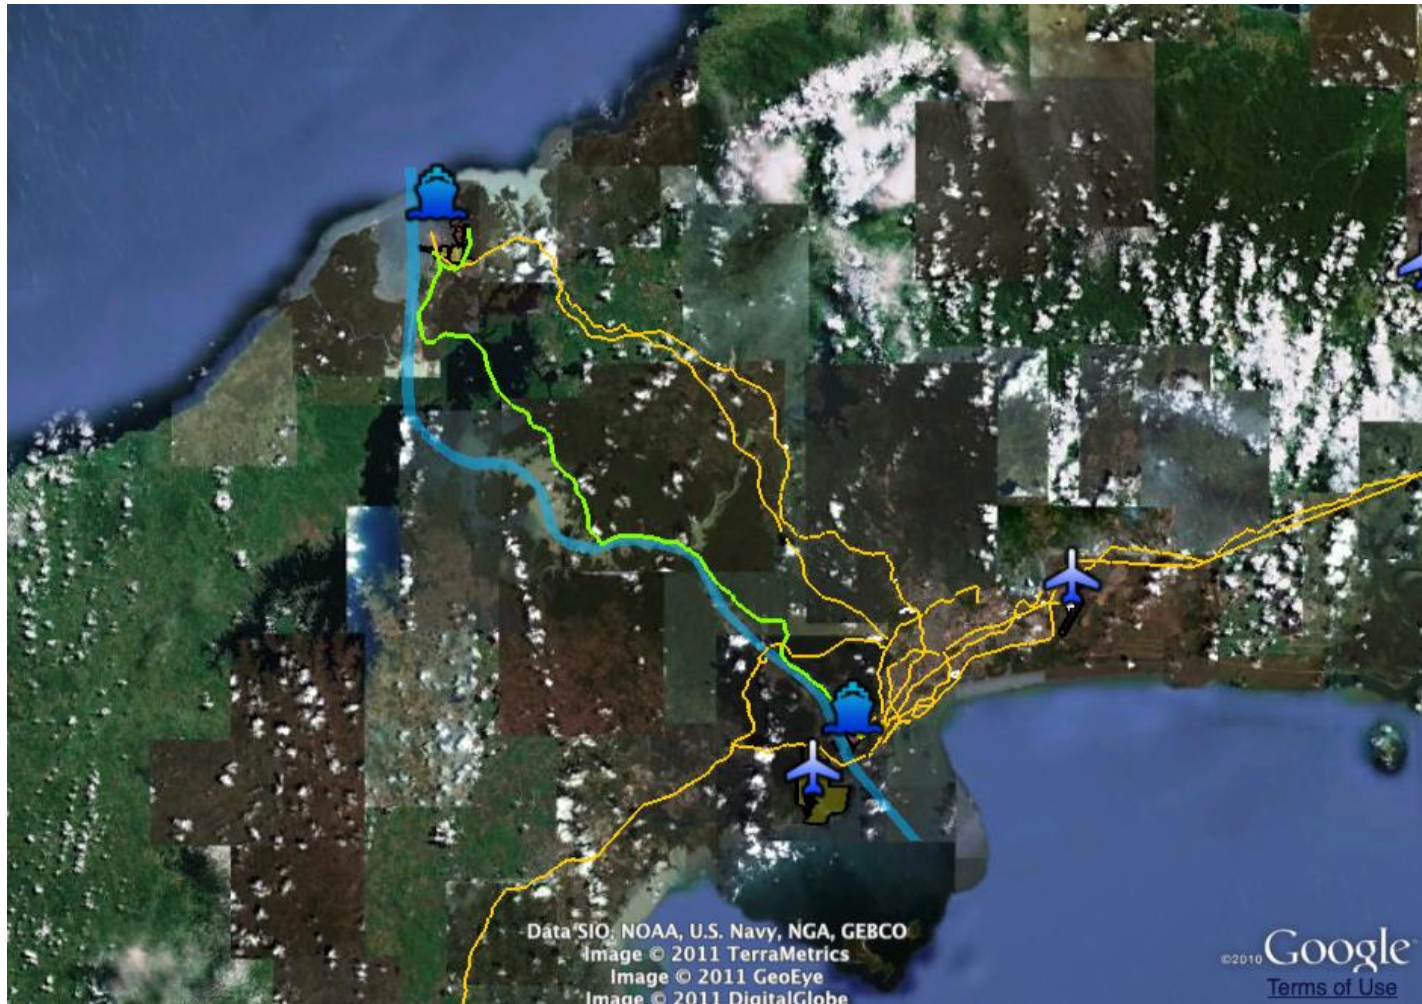 Data SIO, NOAA, U.S. Navy, NGA, GEBCO
Image © 2011 TerraMetrics
Image © 2011 GeoEye
Image © 2011 DigitalGlobe
©2010 Google
Terms of Use